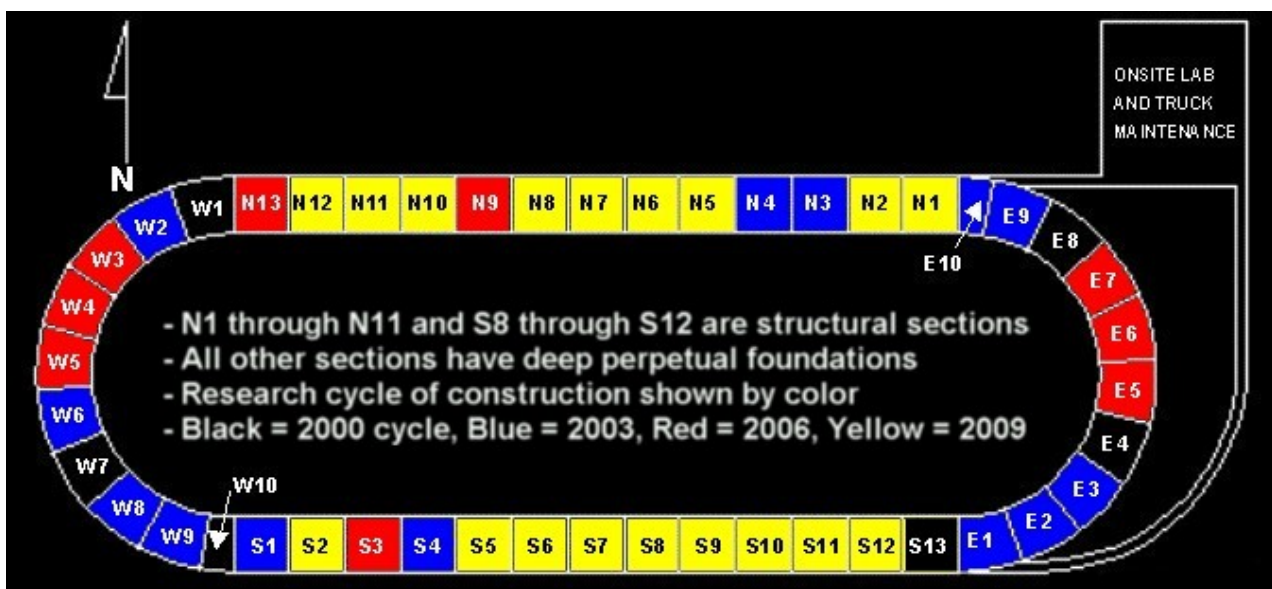 ONSITE LAB
AND TRUCK
MAINTENANCE
N
W1 N13 N12 N11 N10 N9 N8 N7 N6 N5 N4 N3 N2 N1 E9
W2 E10 E8
W3 E7
W4 E6
W5 E5
W6 E4
W7 E3
W8 E2
W9 W10 S1 S2 S3 S4 S5 S6 S7 S8 S9 S10 S11 S12 S13 E1
- N1 through N11 and S8 through S12 are structural sections
- All other sections have deep perpetual foundations
- Research cycle of construction shown by color
- Black = 2000 cycle, Blue = 2003, Red = 2006, Yellow = 2009